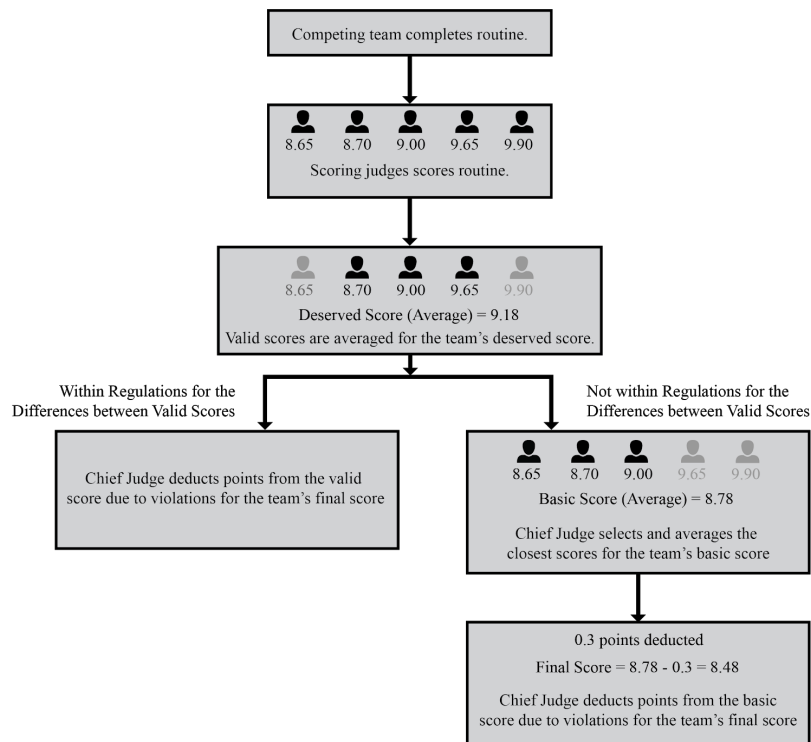 Competing team completes routine.
8.65 8.70 9.00 9.65 9.90
Scoring judges scores routine.
8.65 8.70 9.00 9.65 9.90
Deserved Score (Average) = 9.18
Valid scores are averaged for the team's deserved score.
Within Regulations for the
Differences between Valid Scores
Not within Regulations for the
Differences between Valid Scores
Chief Judge deducts points from the valid
score due to violations for the team's final score
8.65 8.70 9.00 9.65 9.90
Basic Score (Average) = 8.78
Chief Judge selects and averages the
closest scores for the team's basic score
0.3 points deducted
Final Score = 8.78 - 0.3 = 8.48
Chief Judge deducts points from the basic
score due to violations for the team's final score